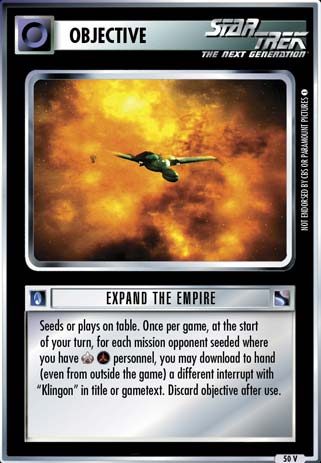 OBJECTIVE
STAR TREK
THE NEXT GENERATION®
NOT ENDORSED BY CBS OR PARAMOUNT PICTURES
EXPAND THE EMPIRE
Seeds or plays on table. Once per game, at the start
of your turn, for each mission opponent seeded where
you have personnel, you may download to hand
(even from outside the game) a different interrupt with
“Klingon” in title or gametext. Discard objective after use.
50 V